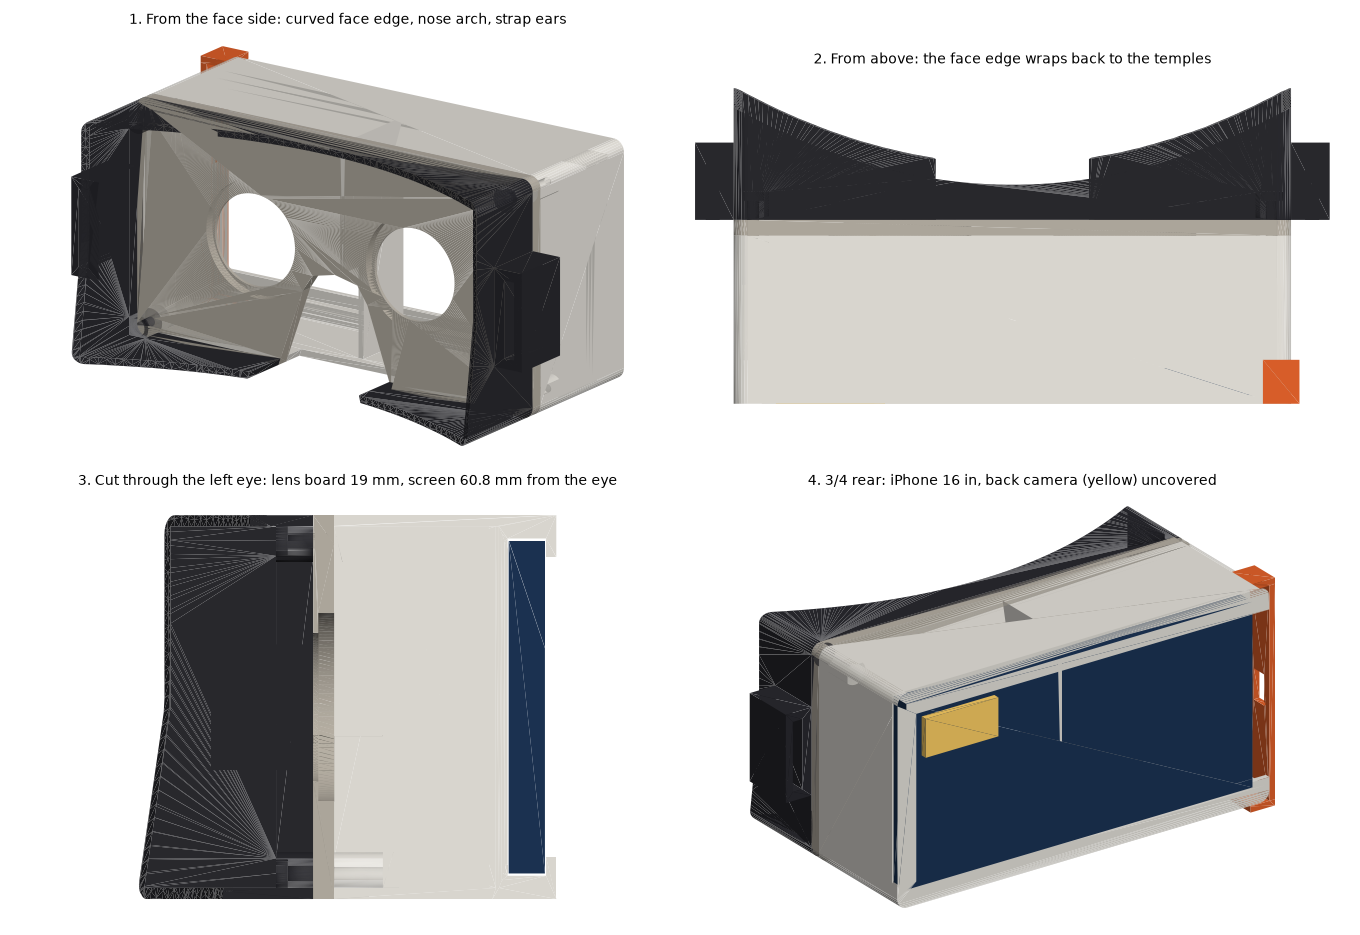 1. From the face side: curved face edge, nose arch, strap ears
2. From above: the face edge wraps back to the temples
3. Cut through the left eye: lens board 19 mm, screen 60.8 mm from the eye
4. 3/4 rear: iPhone 16 in, back camera (yellow) uncovered